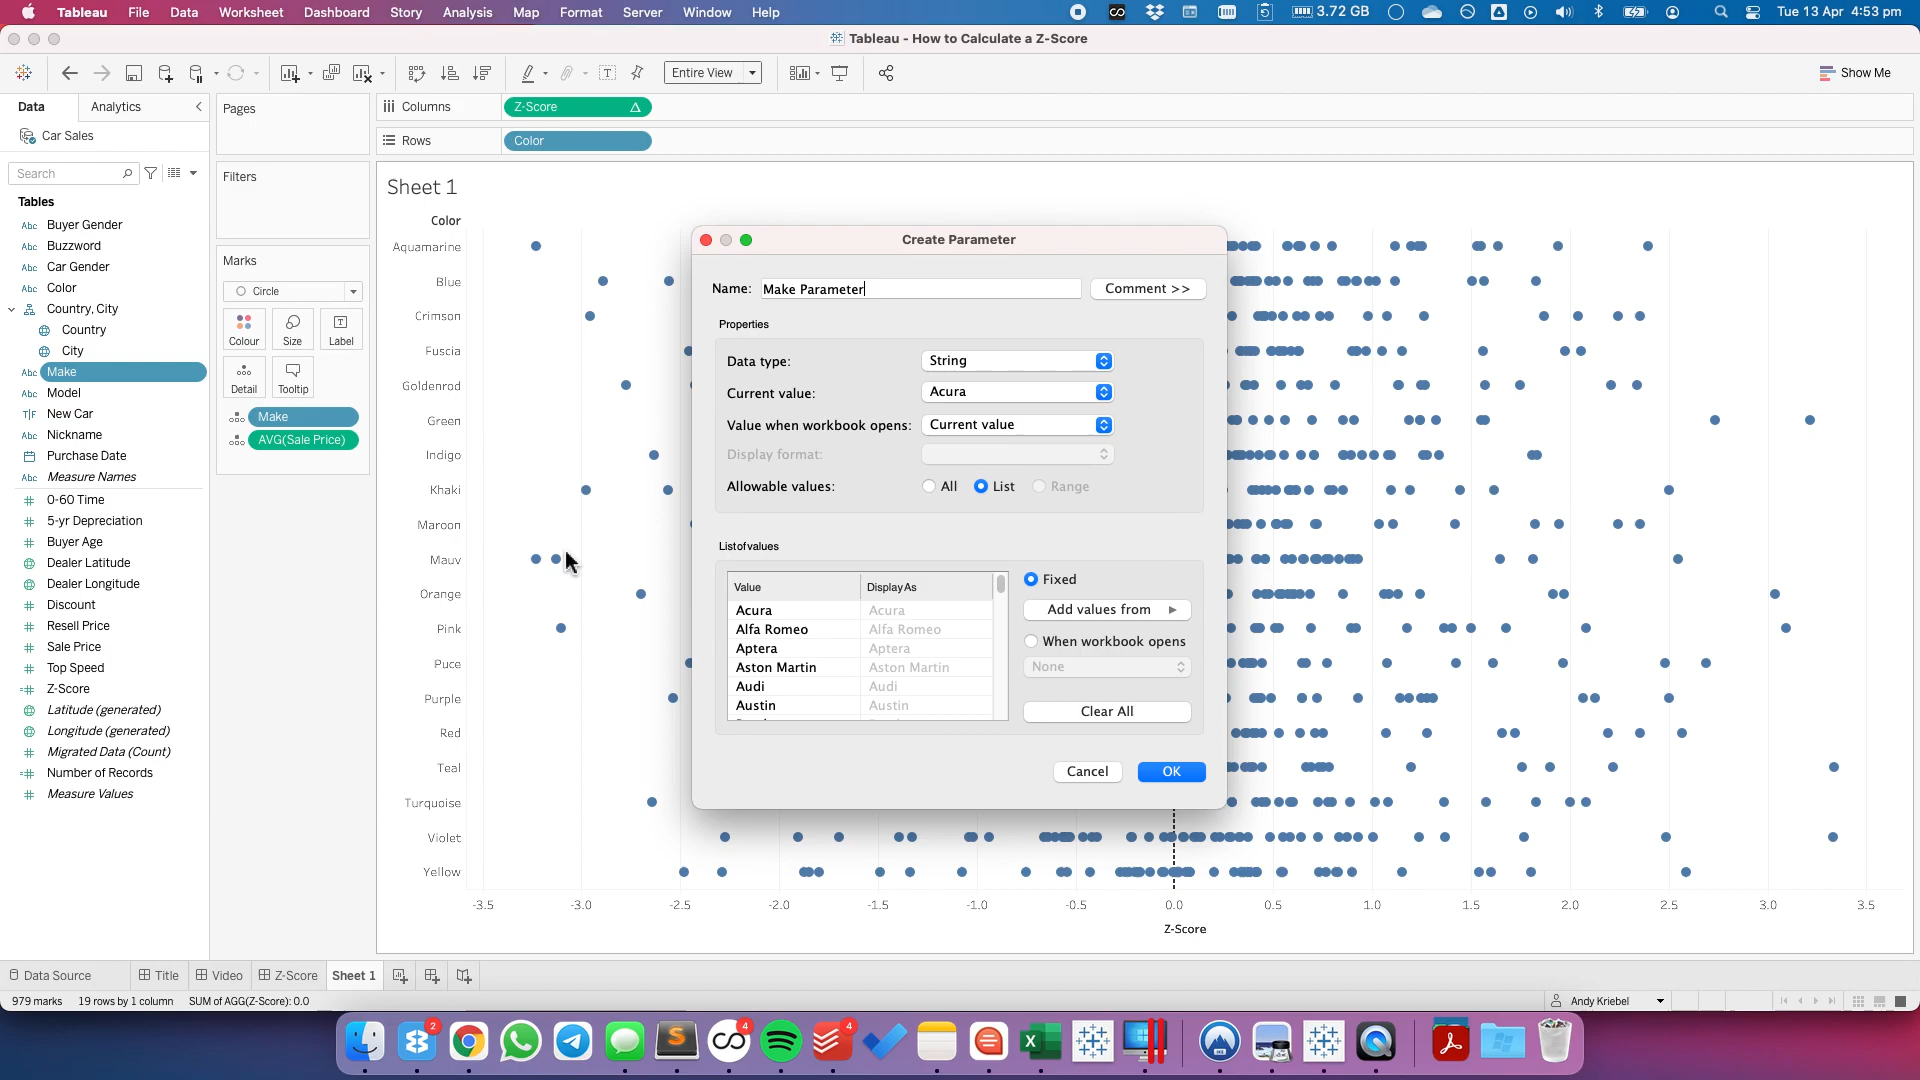 Tableau File Data Worksheet Dashboard Story Analysis Map Format Server Window Help 3.72 GB Tue 13 Apr 4:53 pm
Tableau - How to Calculate a Z-Score
Entire View Show Me
Data Analytics Pages Columns Z-Score
Car Sales Rows Color
Search Filters
Tables
Abc Buyer Gender
Abc Buzzword
Abc Car Gender
Abc Color
Country, City
Country
City
Abc Make
Abc Model
T|F New Car
Abc Nickname
Purchase Date
Abc Measure Names
# 0-60 Time
# 5-yr Depreciation
# Buyer Age
Dealer Latitude
Dealer Longitude
# Discount
# Resell Price
# Sale Price
# Top Speed
=# Z-Score
Latitude (generated)
Longitude (generated)
# Migrated Data (Count)
=# Number of Records
# Measure Values
Marks
Circle
Colour Size Label
Detail Tooltip
Make
AVG(Sale Price)
Sheet 1
Color
Aquamarine
Blue
Crimson
Fuscia
Goldenrod
Green
Indigo
Khaki
Maroon
Mauv
Orange
Pink
Puce
Purple
Red
Teal
Turquoise
Violet
Yellow
-3.5 -3.0 -2.5 -2.0 -1.5 -1.0 -0.5 0.0 0.5 1.0 1.5 2.0 2.5 3.0 3.5
Z-Score
Create Parameter
Name: Make Parameter Comment >>
Properties
Data type: String
Current value: Acura
Value when workbook opens: Current value
Display format:
Allowable values: All List Range
Listofvalues
Value DisplayAs
Acura Acura
Alfa Romeo Alfa Romeo
Aptera Aptera
Aston Martin Aston Martin
Audi Audi
Austin Austin
Fixed
Add values from
When workbook opens
None
Clear All
Cancel OK
Data Source Title Video Z-Score Sheet 1
979 marks 19 rows by 1 column SUM of AGG(Z-Score): 0.0 Andy Kriebel
2 4 4